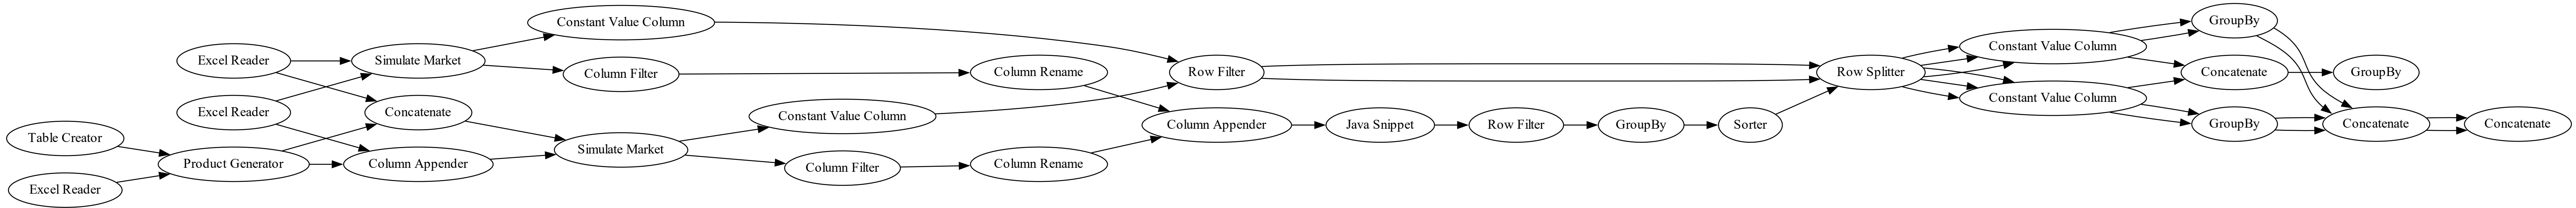 Table Creator
Excel Reader
Excel Reader
Excel Reader
Product Generator
Simulate Market
Concatenate
Column Appender
Constant Value Column
Column Filter
Simulate Market
Constant Value Column
Column Filter
Column Rename
Column Rename
Row Filter
Column Appender
Java Snippet
Row Filter
GroupBy
Sorter
Row Splitter
Constant Value Column
Constant Value Column
GroupBy
Concatenate
GroupBy
GroupBy
Concatenate
Concatenate